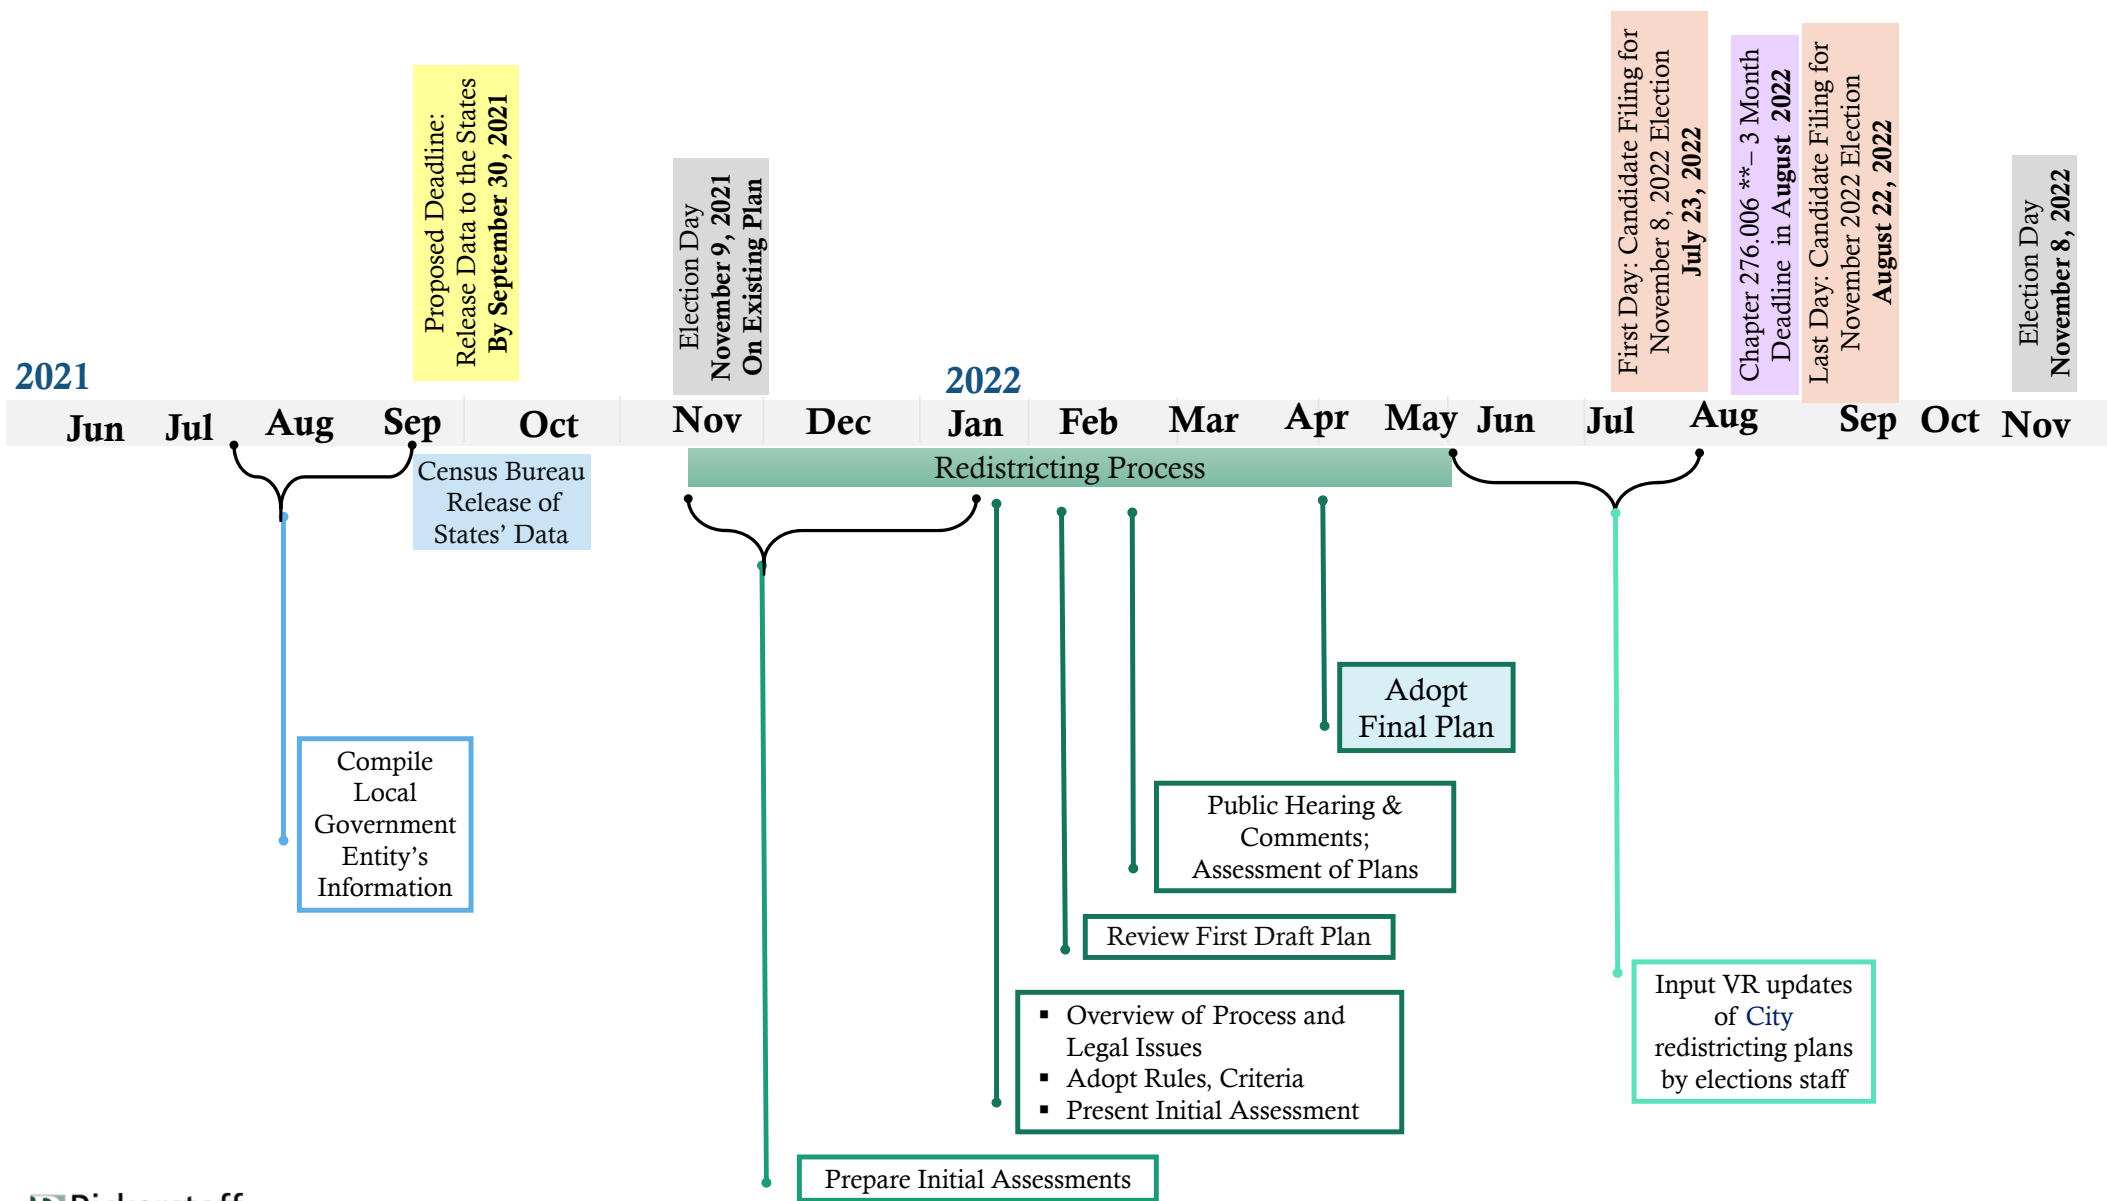 Proposed Deadline:
Release Data to the States
By September 30, 2021
Election Day
November 9, 2021
On Existing Plan
First Day: Candidate Filing for
November 8, 2022 Election
July 23, 2022
Chapter 276.006 **– 3 Month
Deadline in August 2022
Last Day: Candidate Filing for
November 2022 Election
August 22, 2022
Election Day
November 8, 2022
2021
2022
Jun Jul Aug Sep Oct Nov Dec Jan Feb Mar Apr May Jun Jul Aug Sep Oct Nov
Redistricting Process
Census Bureau
Release of
States’ Data
Adopt
Final Plan
Compile
Local
Government
Entity’s
Information
Public Hearing &
Comments;
Assessment of Plans
Review First Draft Plan
▪ Overview of Process and
Legal Issues
▪ Adopt Rules, Criteria
▪ Present Initial Assessment
Input VR updates
of City
redistricting plans
by elections staff
Prepare Initial Assessments